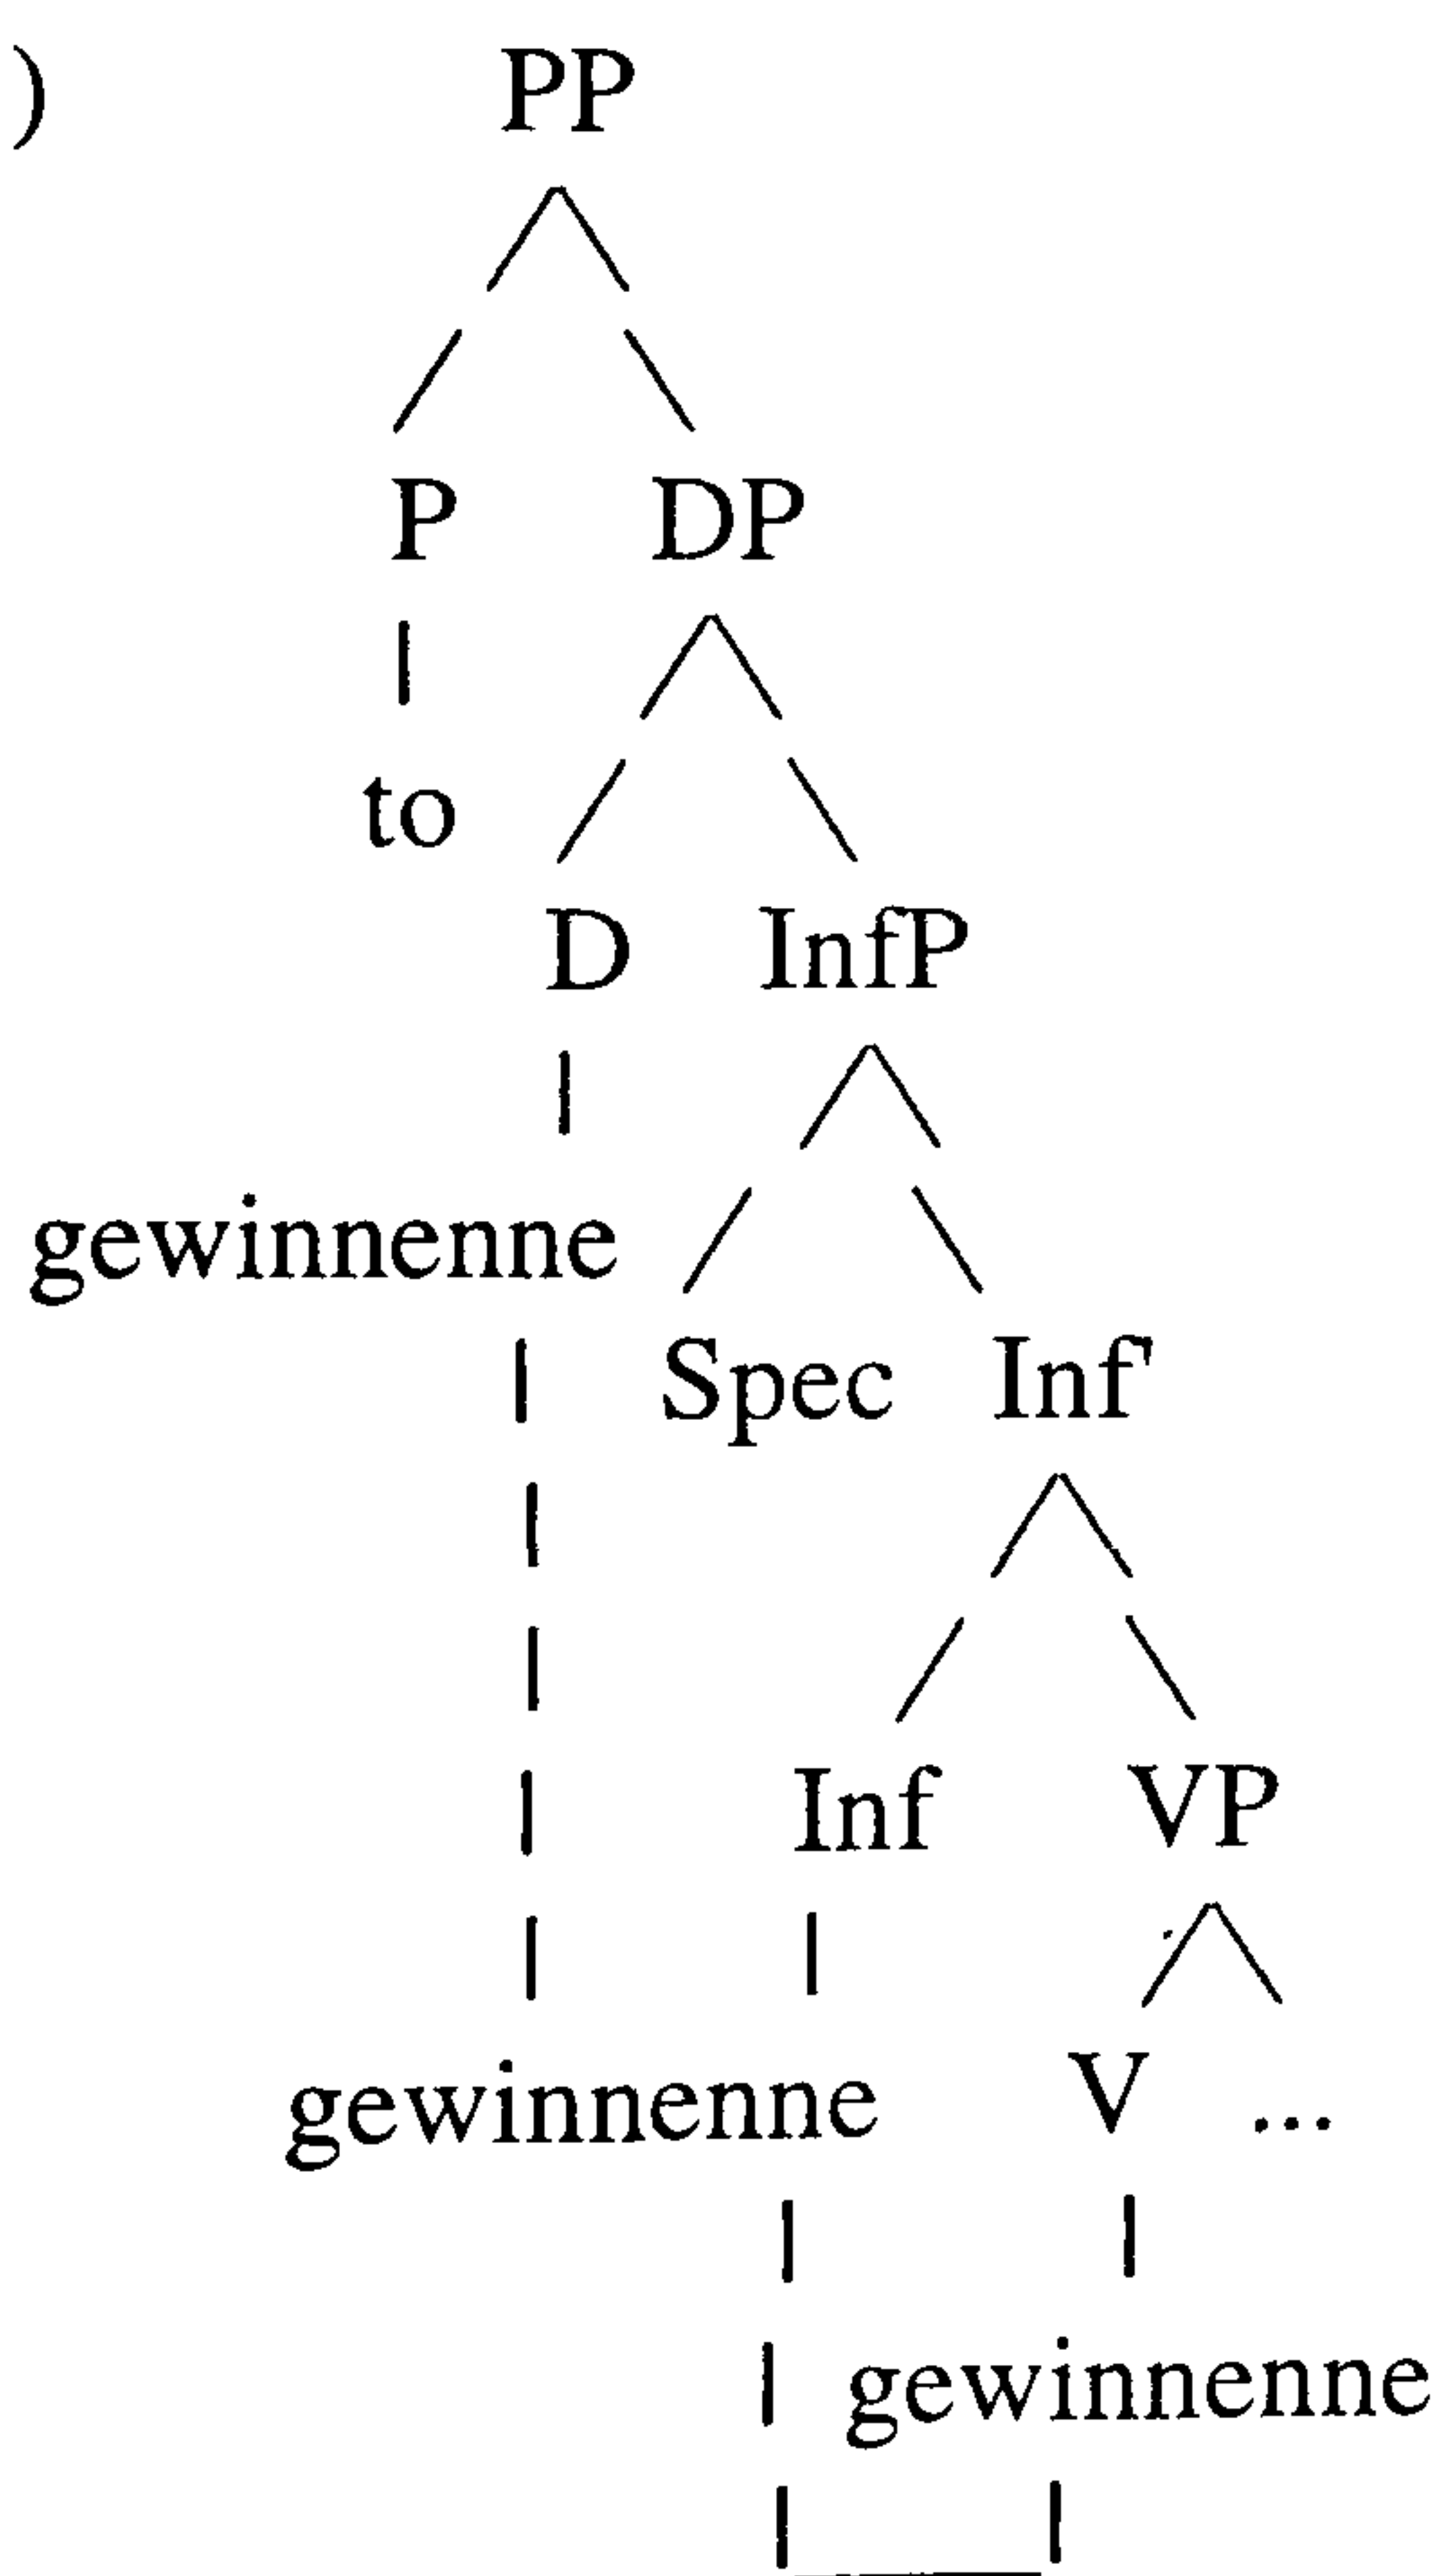 ) PP
P DP
to
D InfP
gewinnenne
Spec Inf'
Inf VP
gewinnenne V ...
gewinnenne